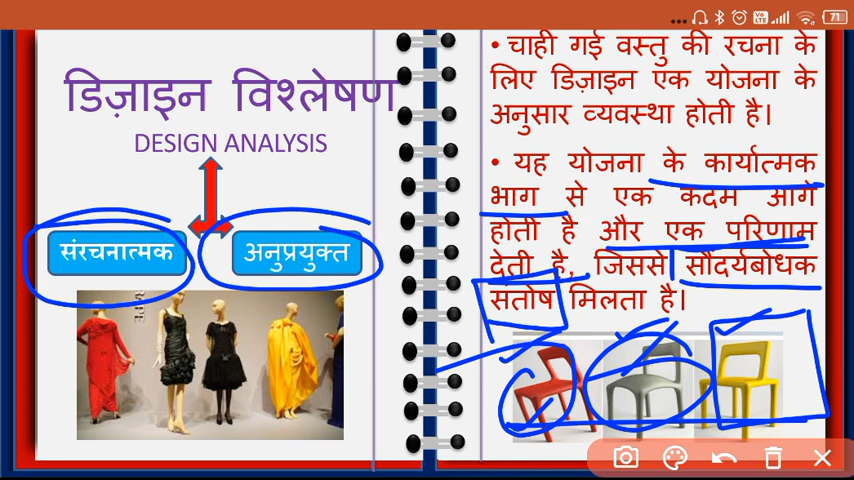 71
डिज़ाइन विश्लेषण
DESIGN ANALYSIS
संरचनात्मक
अनुप्रयुक्त
• चाही गई वस्तु की रचना के
लिए डिज़ाइन एक योजना के
अनुसार व्यवस्था होती है।
• यह योजना के कार्यात्मक
भाग से एक कदम आगे
होती है और एक परिणाम
देती है, जिससे सौंदर्यबोधक
संतोष मिलता है।